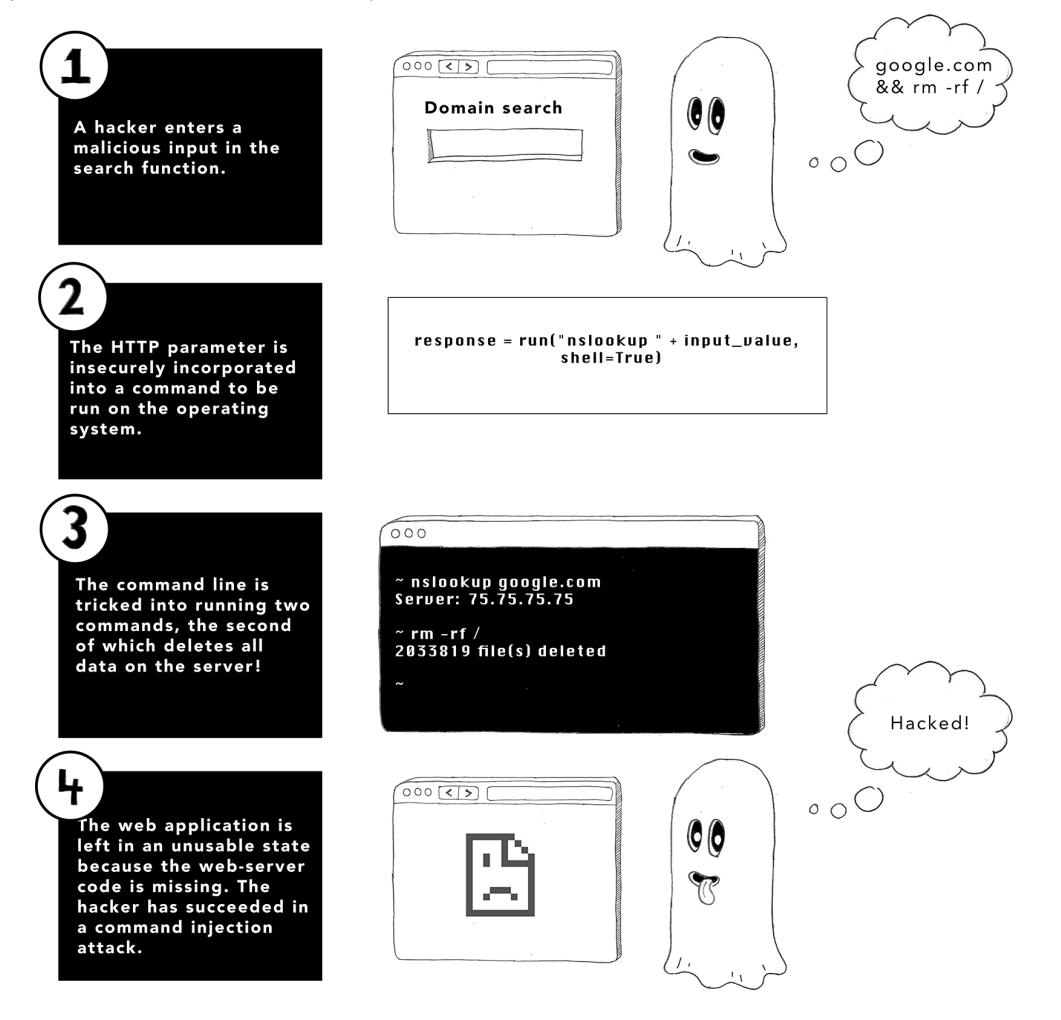 1
A hacker enters a
malicious input in the
search function.
Domain search
google.com
&& rm -rf /
2
The HTTP parameter is
insecurely incorporated
into a command to be
run on the operating
system.
response = run("nslookup " + input_value,
shell=True)
3
The command line is
tricked into running two
commands, the second
of which deletes all
data on the server!
~ nslookup google.com
Server: 75.75.75.75
~ rm -rf /
2033819 file(s) deleted
~
4
The web application is
left in an unusable state
because the web-server
code is missing. The
hacker has succeeded in
a command injection
attack.
Hacked!